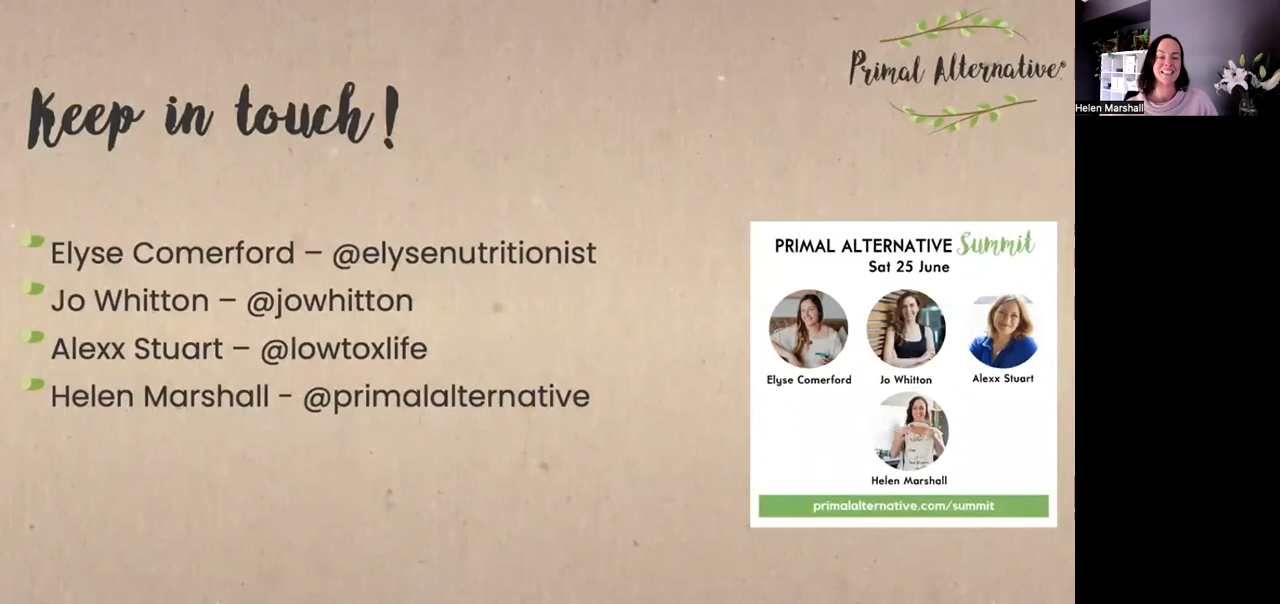 Primal Alternative®
Helen Marshall
Keep in touch!
Elyse Comerford – @elysenutritionist
Jo Whitton – @jowhitton
Alexx Stuart – @lowtoxlife
Helen Marshall - @primalalternative
PRIMAL ALTERNATIVE Summit
Sat 25 June
Elyse Comerford Jo Whitton Alexx Stuart
Helen Marshall
primalalternative.com/summit